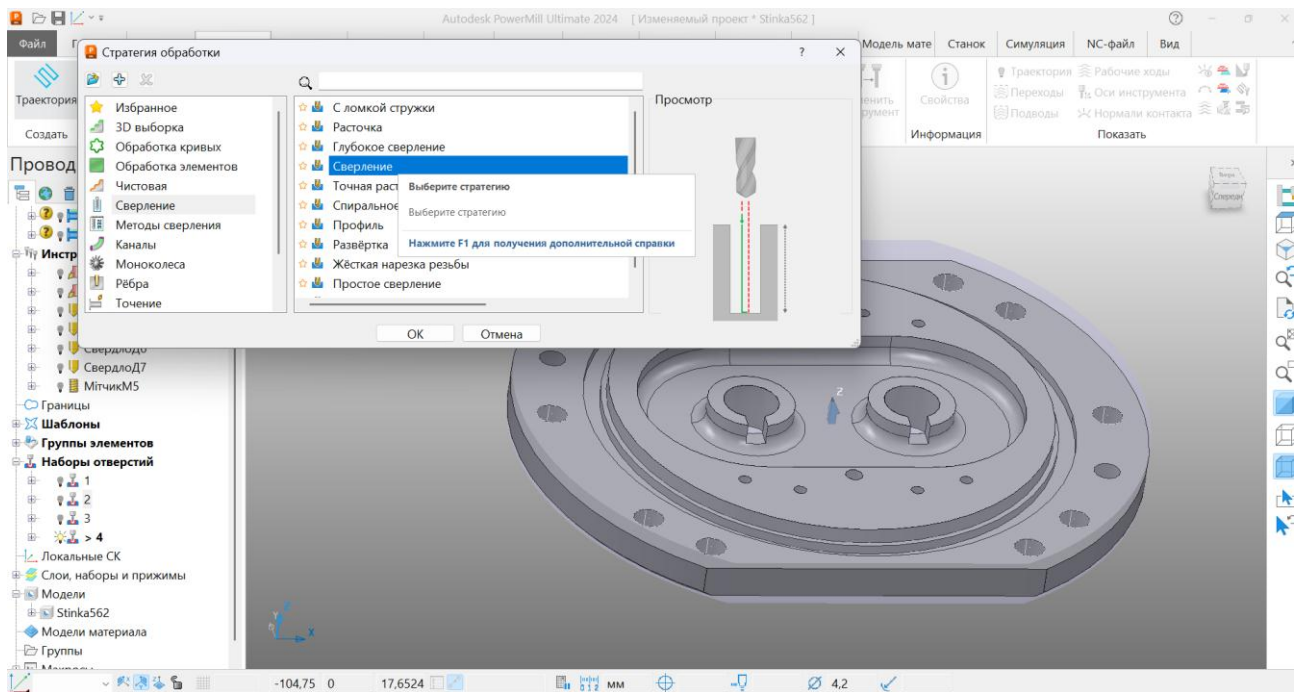 Autodesk PowerMill Ultimate 2024 [ Изменяемый проект * Stinka562 ]
Файл
Модель мате Станок Симуляция NC-файл Вид
Стратегия обработки
Траектория
Создать
Свойства
Информация
Траектория Рабочие ходы
Переходы Оси инструмента
Подводы Нормали контакта
Показать
Избранное
3D выборка
Обработка кривых
Обработка элементов
Чистовая
Сверление
Методы сверления
Каналы
Моноколеса
Рёбра
Точение
С ломкой стружки
Расточка
Глубокое сверление
Сверление
Точная раст
Спиральное
Профиль
Развёртка
Жёсткая нарезка резьбы
Простое сверление
Выберите стратегию
Выберите стратегию
Нажмите F1 для получения дополнительной справки
Просмотр
ОК Отмена
Провод
Инстр
СвердлоД7
МітчикМ5
Границы
Шаблоны
Группы элементов
Наборы отверстий
1
2
3
> 4
Локальные СК
Слои, наборы и прижимы
Модели
Stinka562
Модели материала
Группы
Z
Z
Y
X
-104,75 0 17,6524 мм 4,2